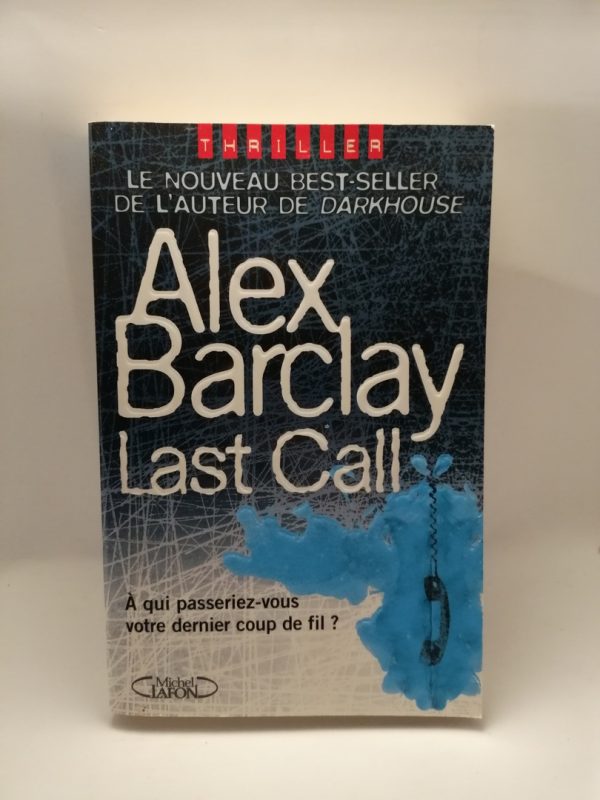 THRILLER
LE NOUVEAU BEST-SELLER
DE L'AUTEUR DE DARKHOUSE
Alex
Barclay
Last Call
À qui passeriez-vous
votre dernier coup de fil ?
Michel
LAFON